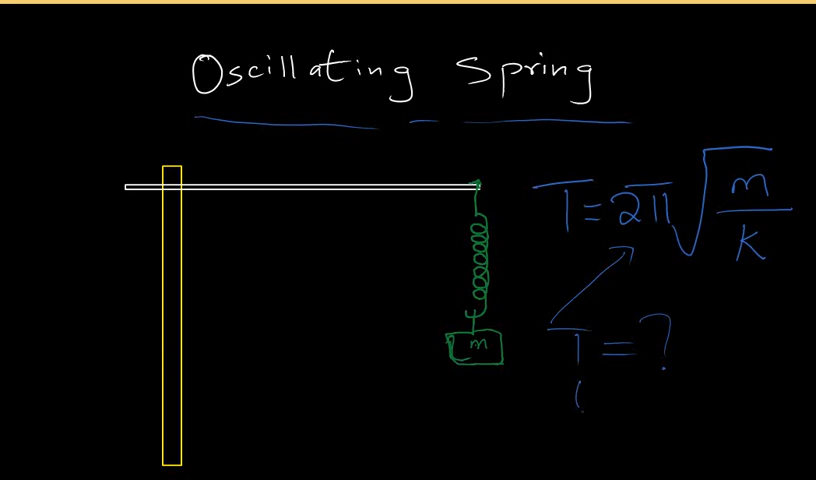 Oscillating Spring
T = 2π√(m/k)
m
T = ?